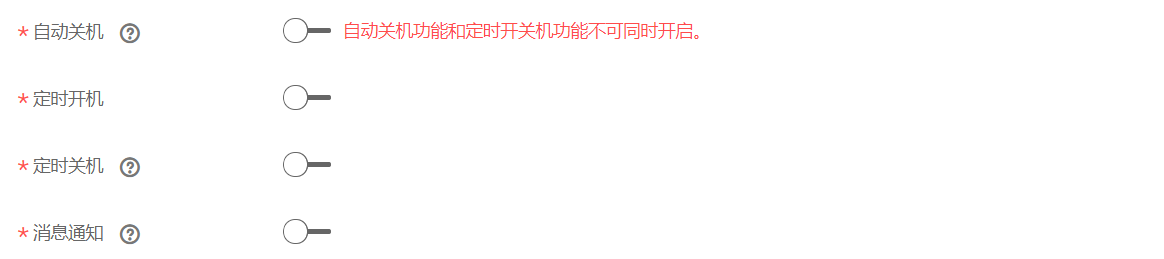 * 自动关机 ? 自动关机功能和定时开关机功能不可同时开启。
* 定时开机
* 定时关机 ?
* 消息通知 ?